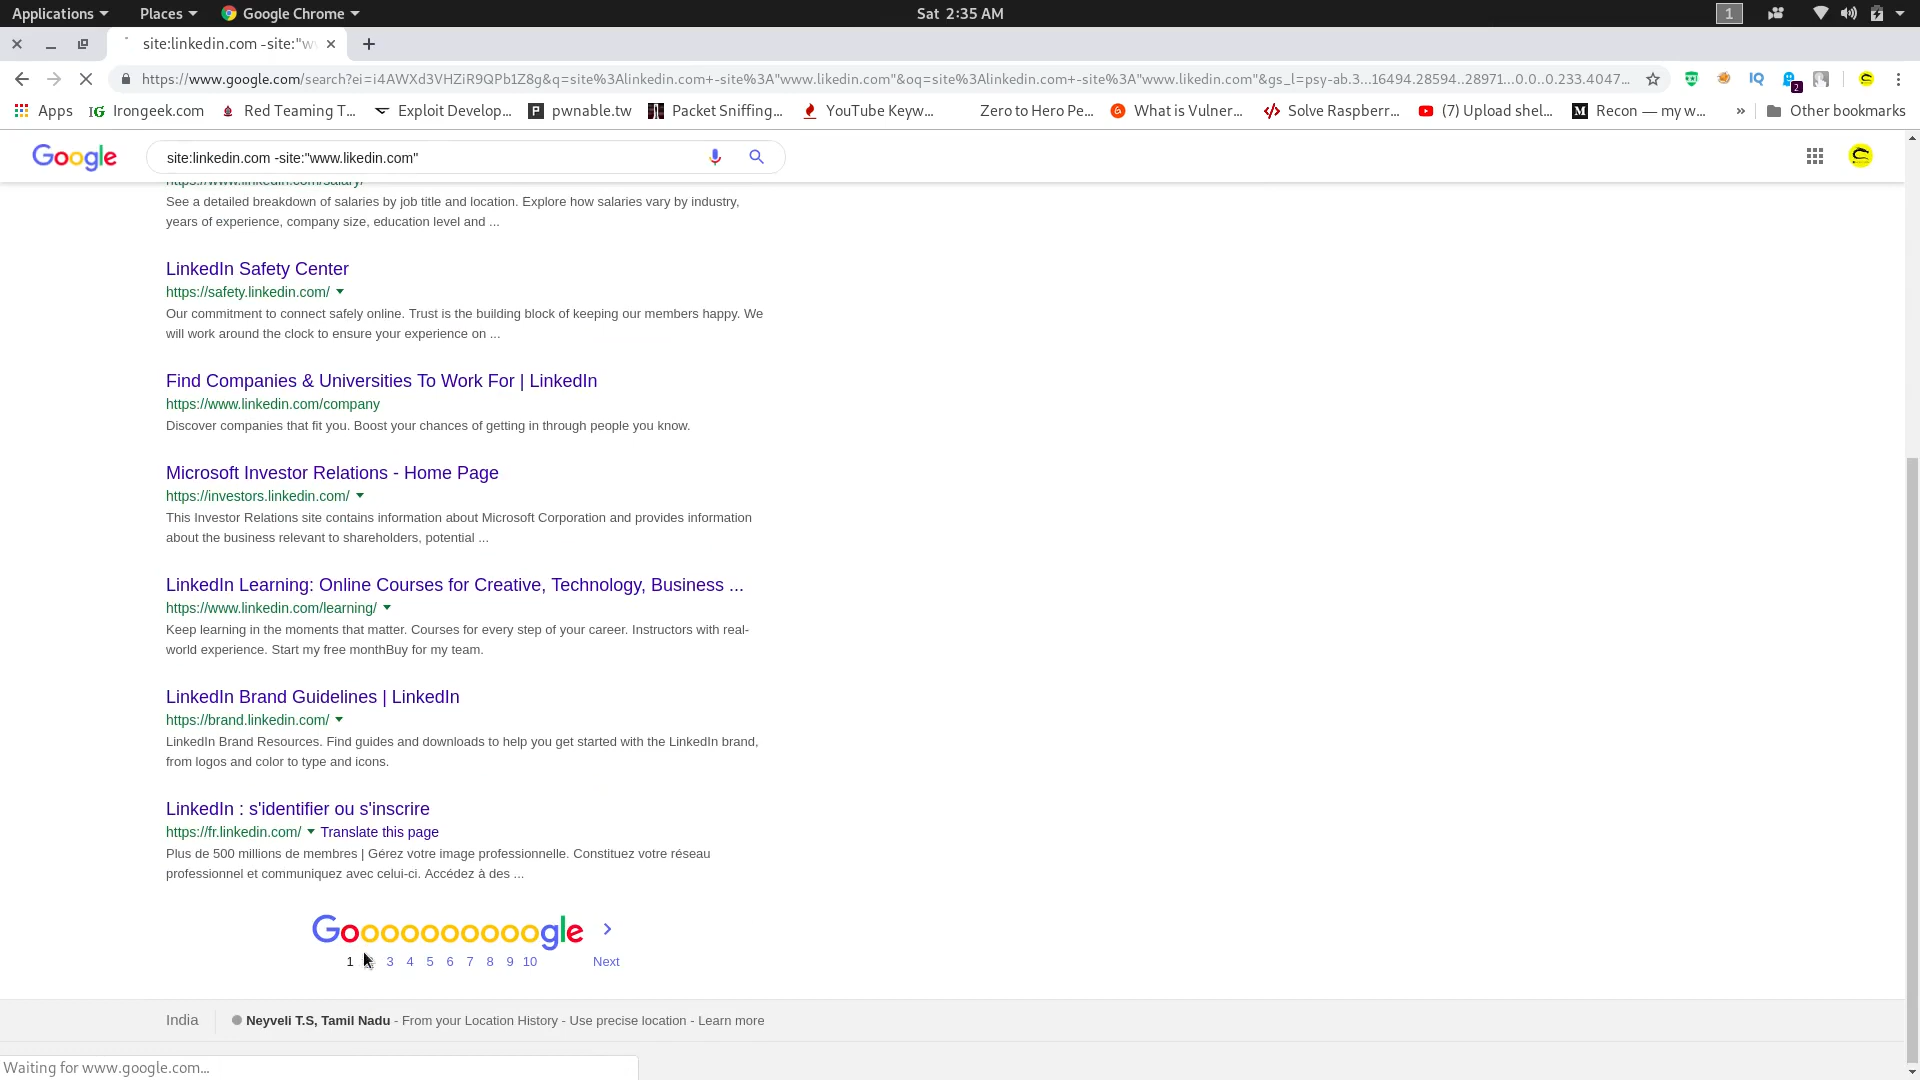 Applications Places Google Chrome Sat 2:35 AM 1
site:linkedin.com -site:"w
https://www.google.com/search?ei=i4AWXd3VHZiR9QPb1Z8g&q=site%3Alinkedin.com+-site%3A"www.likedin.com"&oq=site%3Alinkedin.com+-site%3A"www.likedin.com"&gs_l=psy-ab.3...16494.28594..28971...0.0..0.233.4047... IQ 2
Apps IG Irongeek.com Red Teaming T... Exploit Develop... P pwnable.tw Packet Sniffing... YouTube Keyw... Zero to Hero Pe... What is Vulner... Solve Raspberr... (7) Upload shel... M Recon — my w... » Other bookmarks
Google site:linkedin.com -site:"www.likedin.com"
https://www.linkedin.com/salary/
See a detailed breakdown of salaries by job title and location. Explore how salaries vary by industry,
years of experience, company size, education level and ...
LinkedIn Safety Center
https://safety.linkedin.com/
Our commitment to connect safely online. Trust is the building block of keeping our members happy. We
will work around the clock to ensure your experience on ...
Find Companies & Universities To Work For | LinkedIn
https://www.linkedin.com/company
Discover companies that fit you. Boost your chances of getting in through people you know.
Microsoft Investor Relations - Home Page
https://investors.linkedin.com/
This Investor Relations site contains information about Microsoft Corporation and provides information
about the business relevant to shareholders, potential ...
LinkedIn Learning: Online Courses for Creative, Technology, Business ...
https://www.linkedin.com/learning/
Keep learning in the moments that matter. Courses for every step of your career. Instructors with real-
world experience. Start my free monthBuy for my team.
LinkedIn Brand Guidelines | LinkedIn
https://brand.linkedin.com/
LinkedIn Brand Resources. Find guides and downloads to help you get started with the LinkedIn brand,
from logos and color to type and icons.
LinkedIn : s'identifier ou s'inscrire
https://fr.linkedin.com/ Translate this page
Plus de 500 millions de membres | Gérez votre image professionnelle. Constituez votre réseau
professionnel et communiquez avec celui-ci. Accédez à des ...
Goooooooooogle >
1 3 4 5 6 7 8 9 10 Next
India Neyveli T.S, Tamil Nadu - From your Location History - Use precise location - Learn more
Waiting for www.google.com...